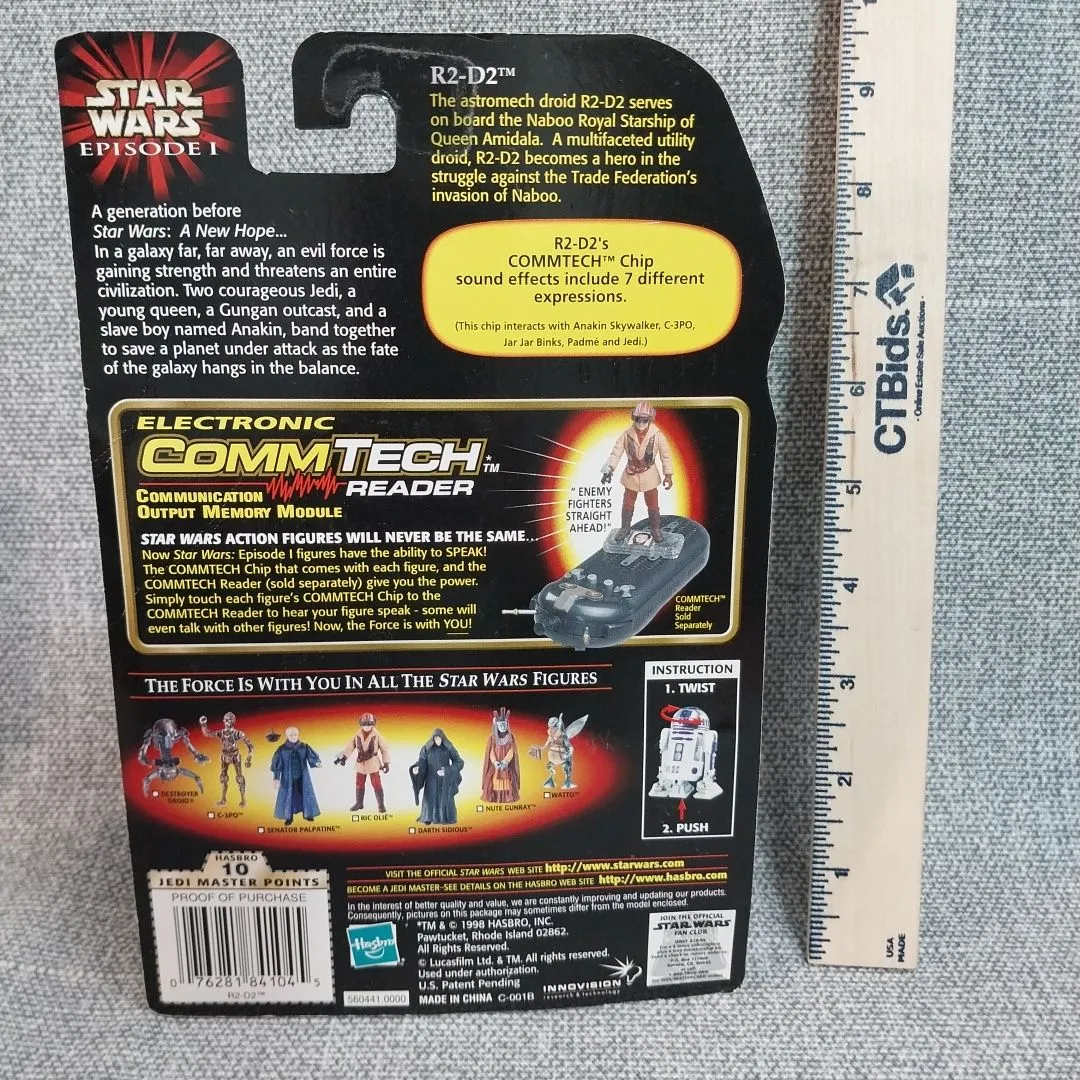 STAR
WARS
EPISODE I
R2-D2™
The astromech droid R2-D2 serves
on board the Naboo Royal Starship of
Queen Amidala. A multifaceted utility
droid, R2-D2 becomes a hero in the
struggle against the Trade Federation's
invasion of Naboo.
A generation before
Star Wars: A New Hope...
In a galaxy far, far away, an evil force is
gaining strength and threatens an entire
civilization. Two courageous Jedi, a
young queen, a Gungan outcast, and a
slave boy named Anakin, band together
to save a planet under attack as the fate
of the galaxy hangs in the balance.
R2-D2's
COMMTECH™ Chip
sound effects include 7 different
expressions.
(This chip interacts with Anakin Skywalker, C-3PO,
Jar Jar Binks, Padmé and Jedi.)
ELECTRONIC
COMMTECH*™
READER
COMMUNICATION
OUTPUT MEMORY MODULE
STAR WARS ACTION FIGURES WILL NEVER BE THE SAME...
Now Star Wars: Episode I figures have the ability to SPEAK!
The COMMTECH Chip that comes with each figure, and the
COMMTECH Reader (sold separately) give you the power.
Simply touch each figure's COMMTECH Chip to the
COMMTECH Reader to hear your figure speak - some will
even talk with other figures! Now, the Force is with YOU!
"ENEMY
FIGHTERS
STRAIGHT
AHEAD!"
COMMTECH™
Reader
Sold
Separately
THE FORCE IS WITH YOU IN ALL THE STAR WARS FIGURES
DESTROYER
DROID™
C-3PO™
SENATOR PALPATINE™
RIC OLIÉ™
DARTH SIDIOUS™
NUTE GUNRAY™
WATTO™
INSTRUCTION
1. TWIST
2. PUSH
HASBRO
10
JEDI MASTER POINTS
PROOF OF PURCHASE
0 76281 84104 5
R2-D2™
VISIT THE OFFICIAL STAR WARS WEB SITE http://www.starwars.com
BECOME A JEDI MASTER-SEE DETAILS ON THE HASBRO WEB SITE http://www.hasbro.com
In the interest of better quality and value, we are constantly improving and updating our products.
Consequently, pictures on this package may sometimes differ from the model enclosed.
Hasbro
*TM & © 1998 HASBRO, INC.
Pawtucket, Rhode Island 02862.
All Rights Reserved.
© Lucasfilm Ltd. & TM. All rights reserved.
Used under authorization.
U.S. Patent Pending
560441.0000
MADE IN CHINA C-001B
INNOVISION
research & technology
JOIN THE OFFICIAL
STAR WARS
FAN CLUB
9
8
7
6
5
4
3
2
1
CTBids.
Online Estate Sale Auctions
USA
MADE